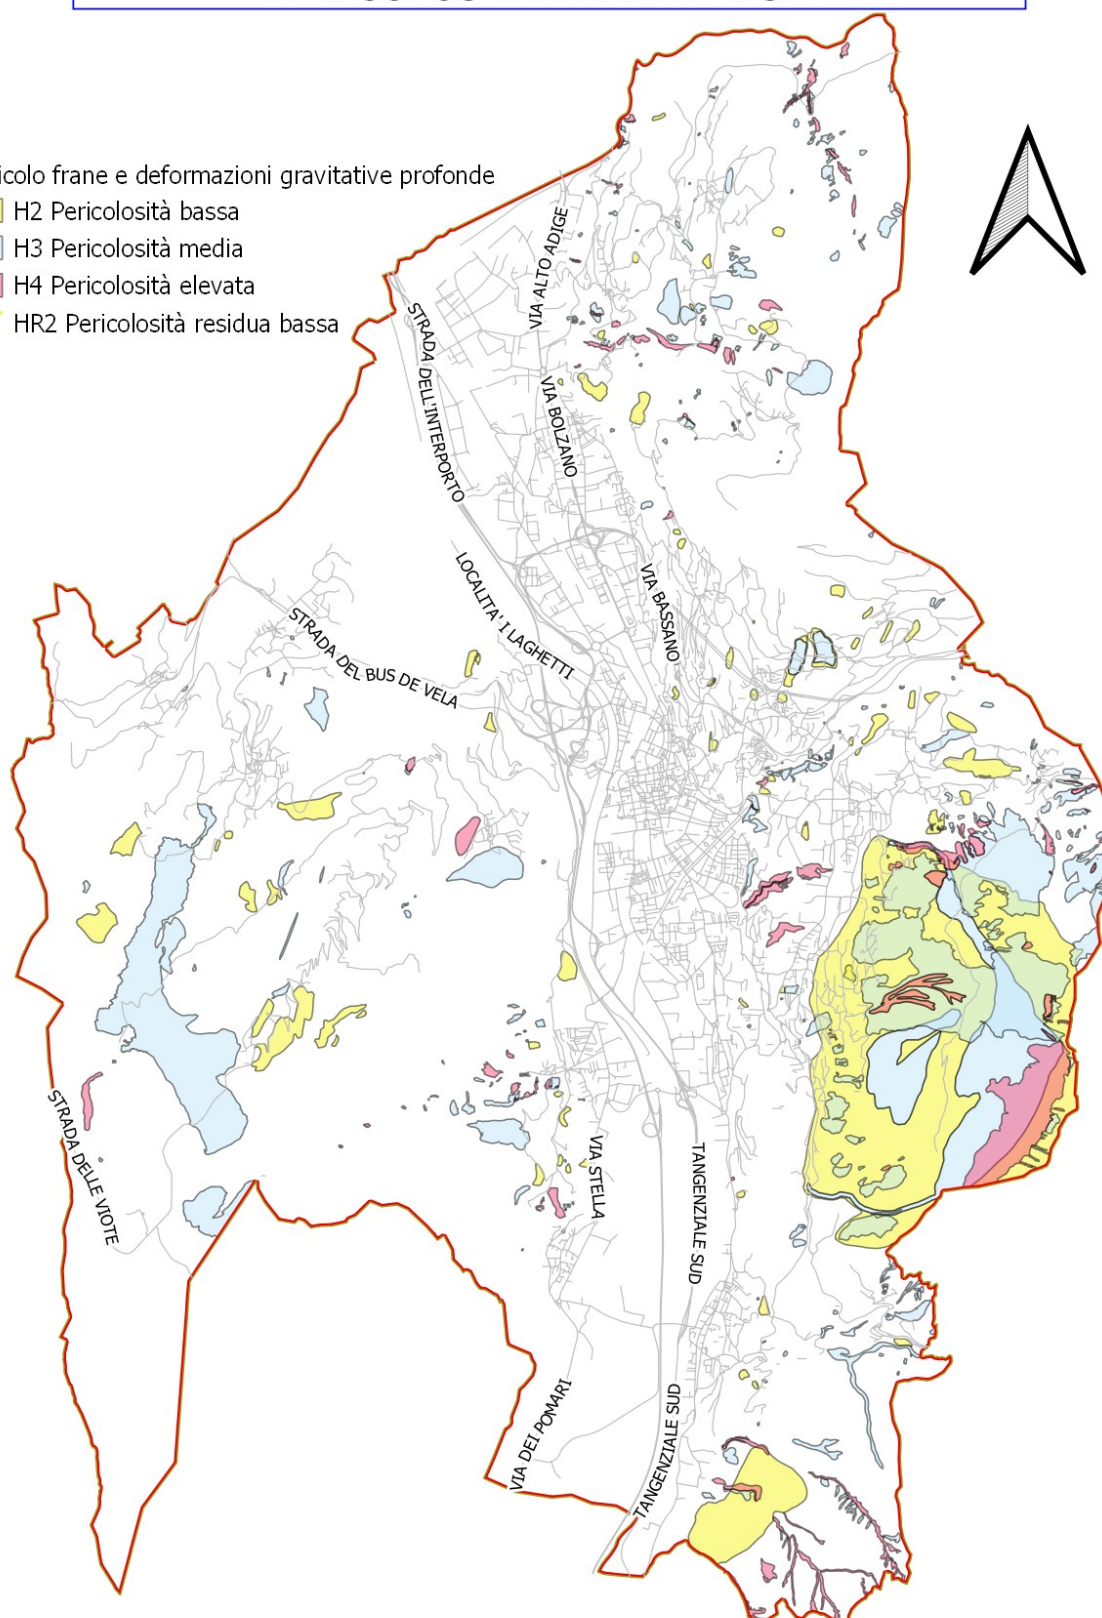 icolo frane e deformazioni gravitative profonde
H2 Pericolosità bassa
H3 Pericolosità media
H4 Pericolosità elevata
HR2 Pericolosità residua bassa
VIA ALTO ADIGE
STRADA DELL'INTERPORTO
VIA BOLZANO
LOCALITA' I LAGHETTI
VIA BASSANO
STRADA DEL BUS DE VELA
STRADA DELLE VIOTE
VIA STELLA
TANGENZIALE SUD
VIA DEI POMARI
TANGENZIALE SUD